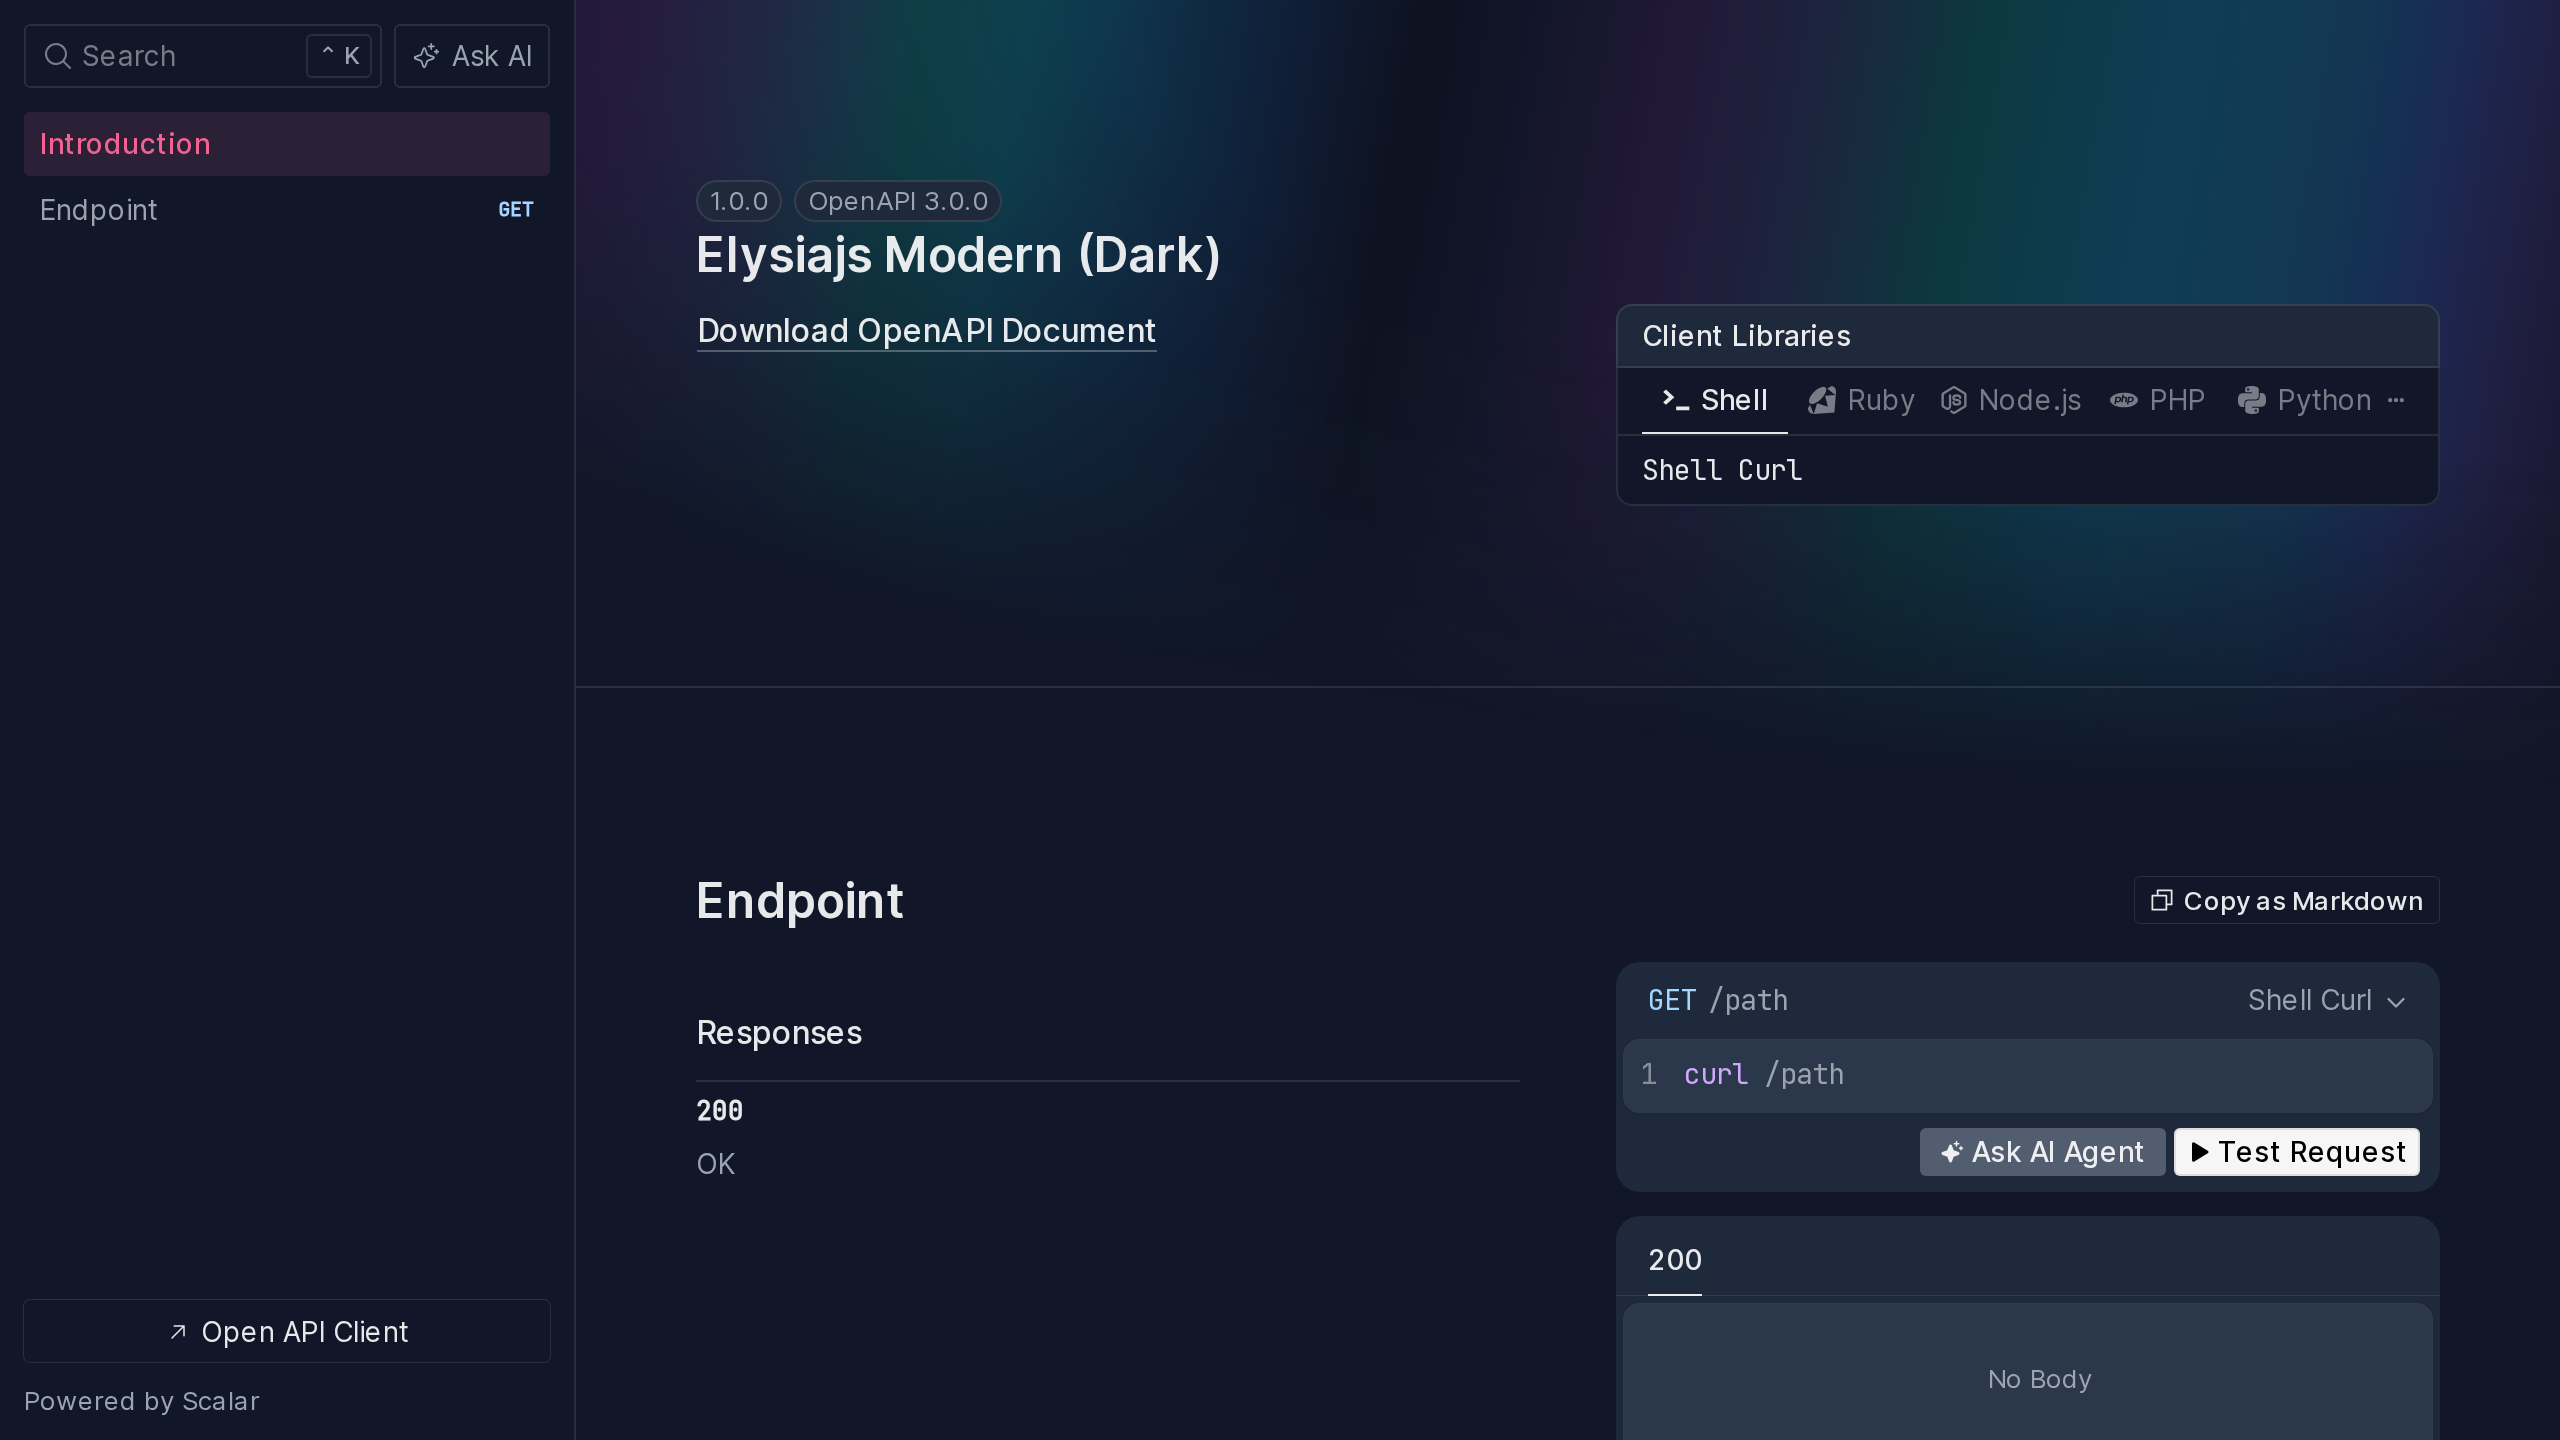 Search
⌃ K
Ask AI
Introduction
Endpoint
GET
Open API Client
Powered by Scalar
1.0.0
OpenAPI 3.0.0
Elysiajs Modern (Dark)
Download OpenAPI Document
Client Libraries
Shell
Ruby
Node.js
php PHP
Python
Shell Curl
Endpoint
Copy as Markdown
Responses
200
OK
GET /path
Shell Curl
1 curl /path
Ask AI Agent
Test Request
200
No Body